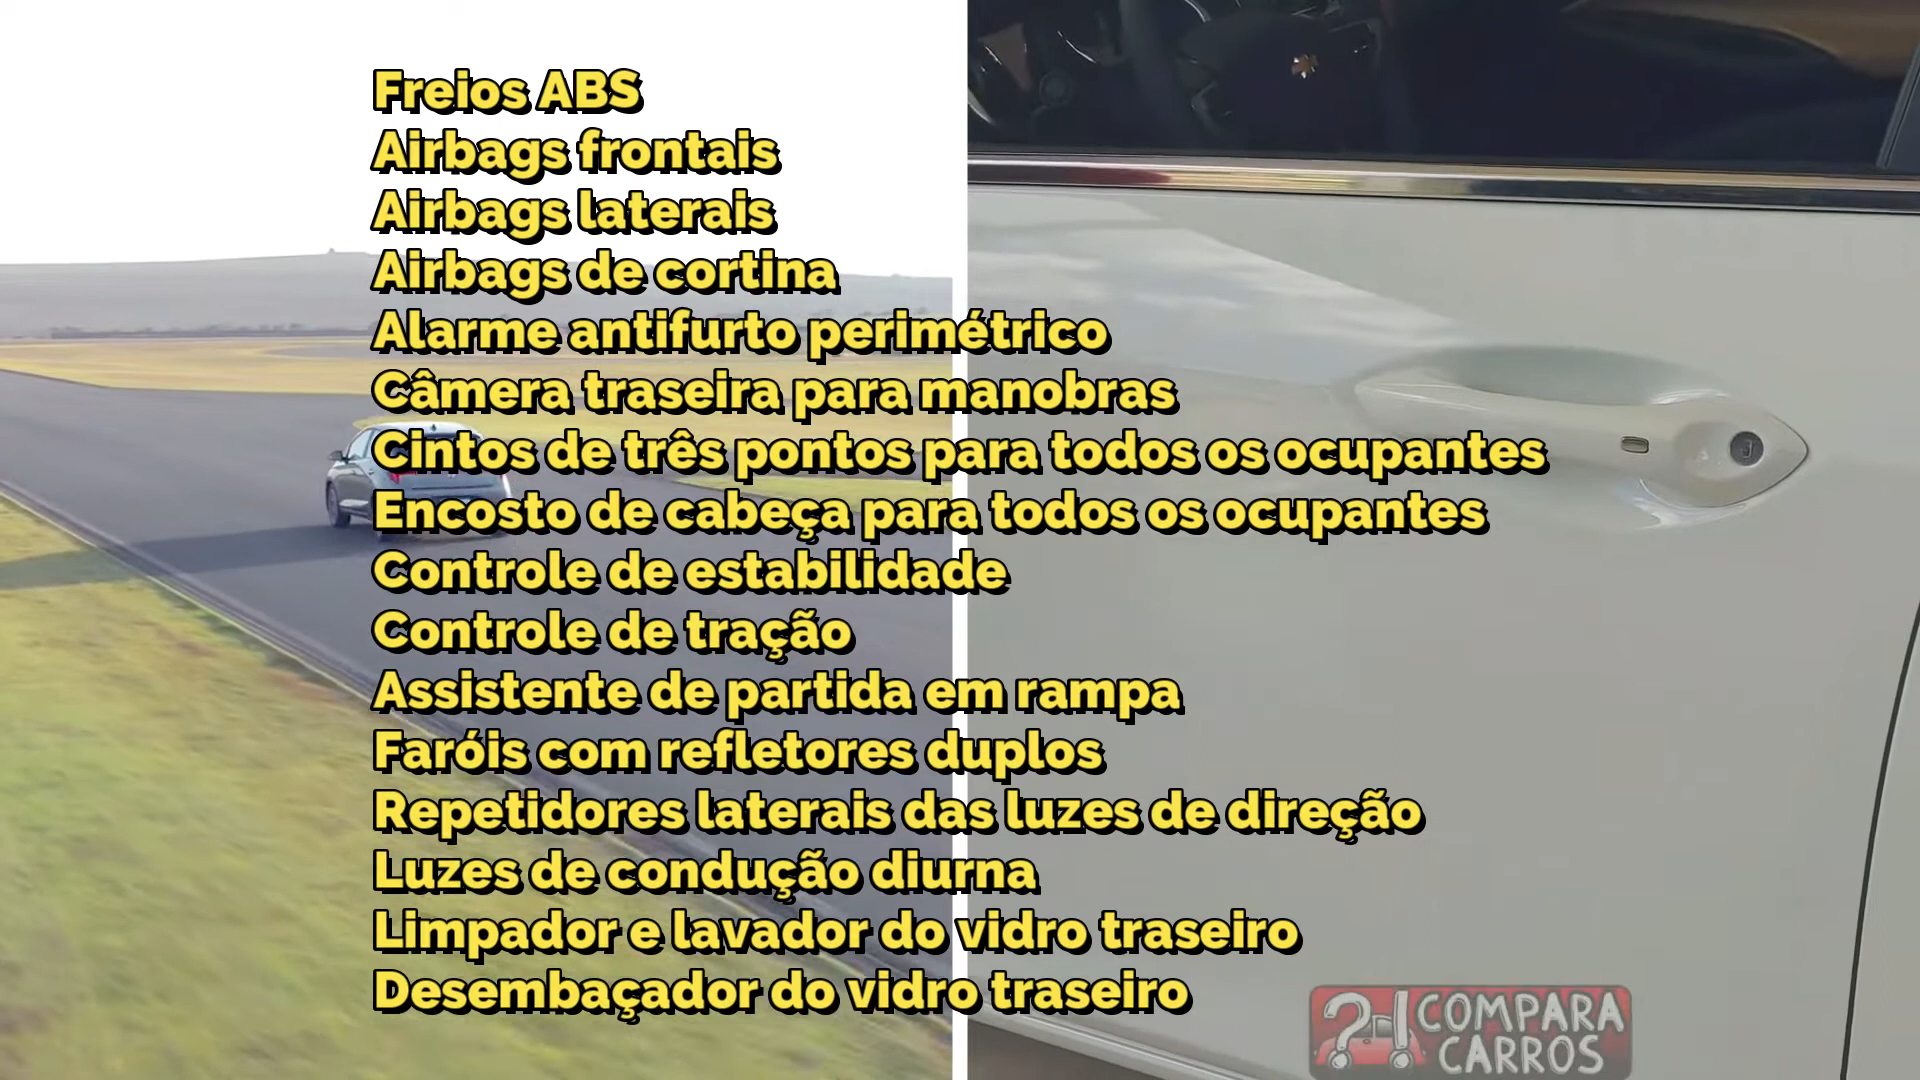 Freios ABS
Airbags frontais
Airbags laterais
Airbags de cortina
Alarme antifurto perimétrico
Câmera traseira para manobras
Cintos de três pontos para todos os ocupantes
Encosto de cabeça para todos os ocupantes
Controle de estabilidade
Controle de tração
Assistente de partida em rampa
Faróis com refletores duplos
Repetidores laterais das luzes de direção
Luzes de condução diurna
Limpador e lavador do vidro traseiro
Desembaçador do vidro traseiro
?! COMPARA
CARROS